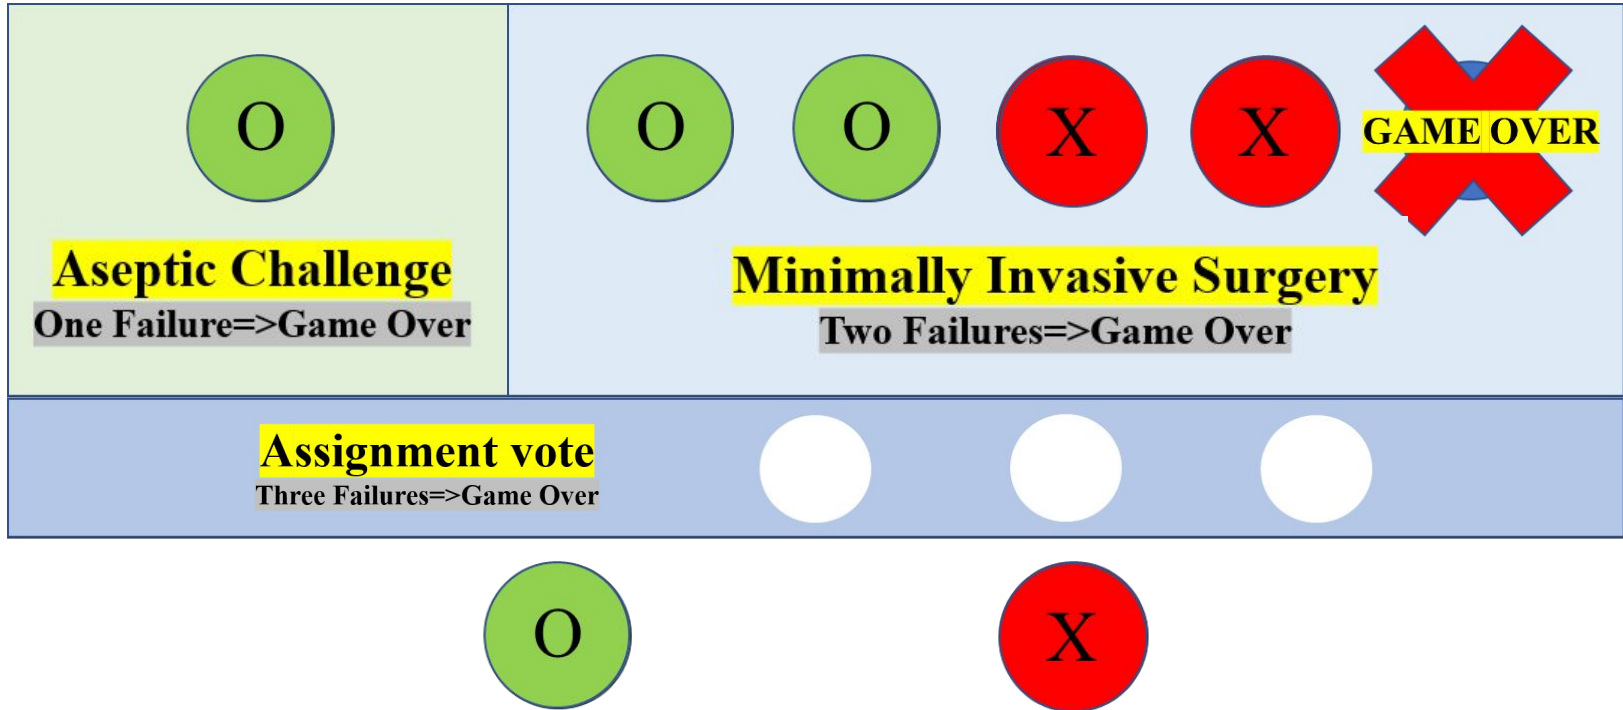 O O O X X GAME OVER
Aseptic Challenge
One Failure=>Game Over
Minimally Invasive Surgery
Two Failures=>Game Over
Assignment vote
Three Failures=>Game Over
O X